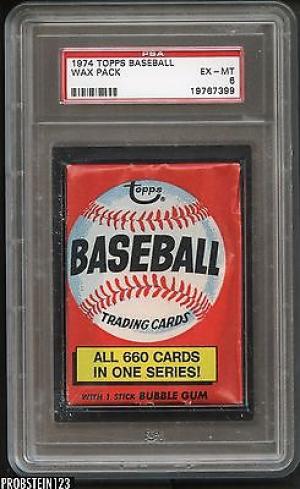 PSA
1974 TOPPS BASEBALL
WAX PACK EX-MT
6
19767399
Topps
BASEBALL
TRADING CARDS
ALL 660 CARDS
IN ONE SERIES!
WITH 1 STICK BUBBLE GUM
PROBSTEIN123